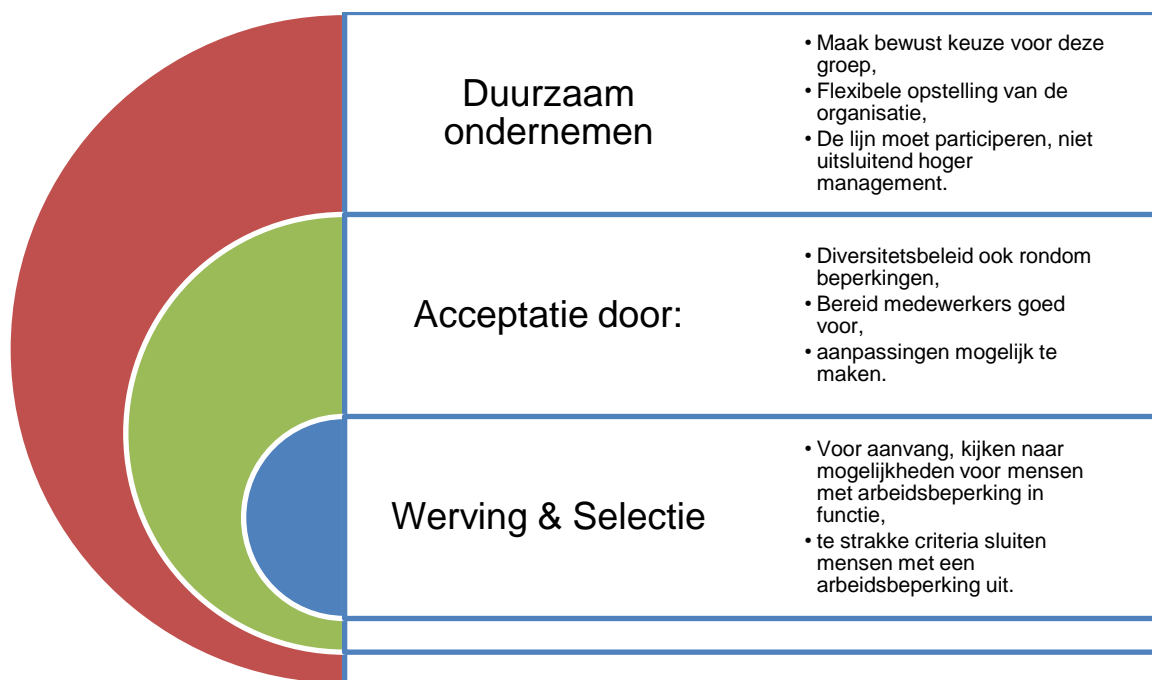 Duurzaam
ondernemen
• Maak bewust keuze voor deze
groep,
• Flexibele opstelling van de
organisatie,
• De lijn moet participeren, niet
uitsluitend hoger
management.
Acceptatie door:
• Diversitetsbeleid ook rondom
beperkingen,
• Bereid medewerkers goed
voor,
• aanpassingen mogelijk te
maken.
Werving & Selectie
• Voor aanvang, kijken naar
mogelijkheden voor mensen
met arbeidsbeperking in
functie,
• te strakke criteria sluiten
mensen met een
arbeidsbeperking uit.